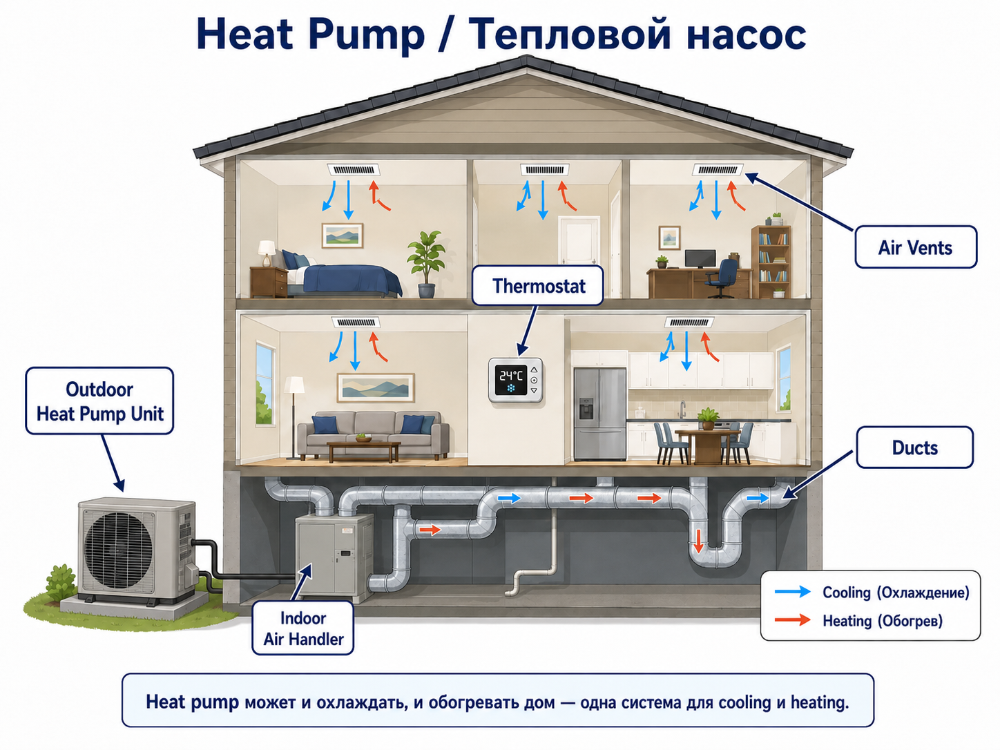 Heat Pump / Тепловой насос
Air Vents
Thermostat
24°C
Outdoor
Heat Pump Unit
Ducts
Indoor
Air Handler
Cooling (Охлаждение)
Heating (Обогрев)
Heat pump может и охлаждать, и обогревать дом — одна система для cooling и heating.